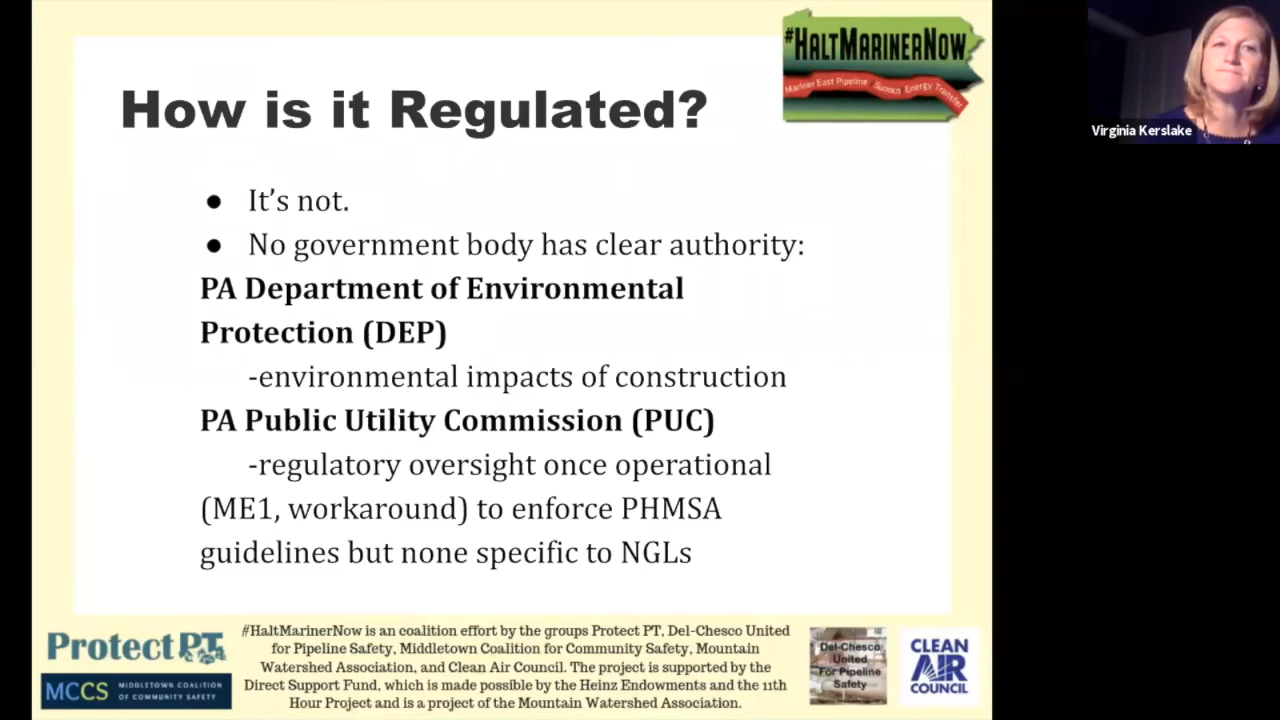 #HALTMARINERNOW
Mariner East Pipeline Sunoco Energy Transfer
Virginia Kerslake
How is it Regulated?
● It’s not.
● No government body has clear authority:
PA Department of Environmental
Protection (DEP)
-environmental impacts of construction
PA Public Utility Commission (PUC)
-regulatory oversight once operational
(ME1, workaround) to enforce PHMSA
guidelines but none specific to NGLs
Protect PT
MCCS
MIDDLETOWN COALITION
OF COMMUNITY SAFETY
#HaltMarinerNow is an coalition effort by the groups Protect PT, Del-Chesco United
for Pipeline Safety, Middletown Coalition for Community Safety, Mountain
Watershed Association, and Clean Air Council. The project is supported by the
Direct Support Fund, which is made possible by the Heinz Endowments and the 11th
Hour Project and is a project of the Mountain Watershed Association.
Del-Chesco
United
For Pipeline
Safety
CLEAN
AIR
COUNCIL